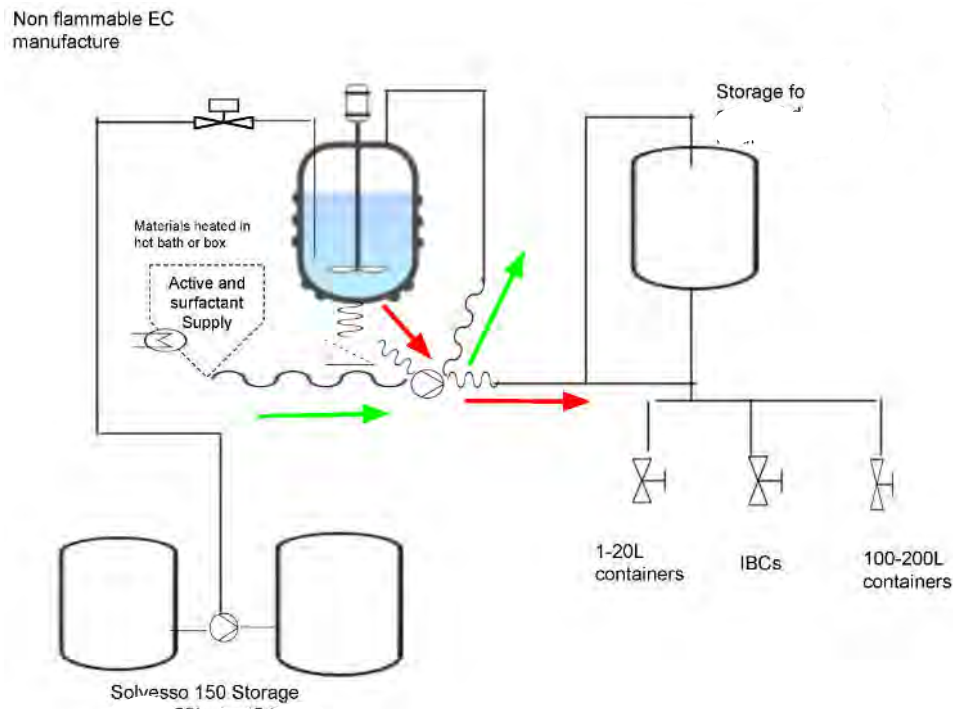 Non flammable EC
manufacture
Storage fo
Materials heated in
hot bath or box
Active and
surfactant
Supply
M
1-20L
containers
IBCs
100-200L
containers
Solvesso 150 Storage